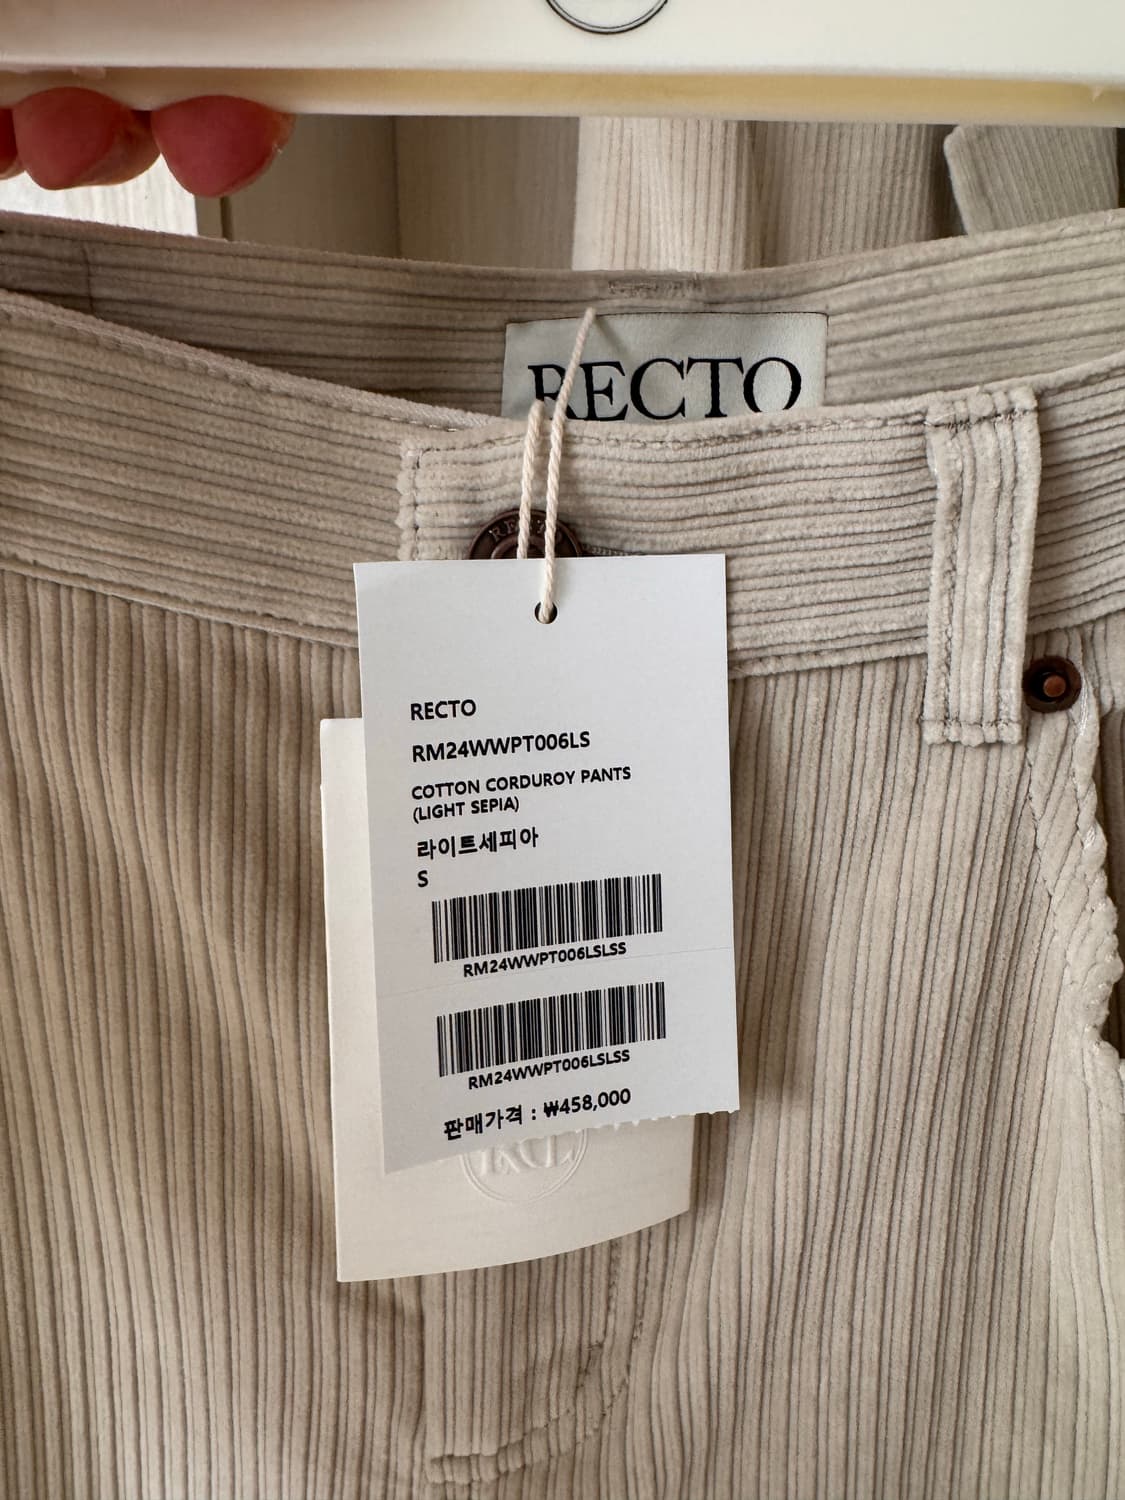 RECTO
RECTO
RECTO
RM24WWPT006LS
COTTON CORDUROY PANTS
(LIGHT SEPIA)
라이트세피아
S
RM24WWPT006LSLSS
RM24WWPT006LSLSS
판매가격 : ₩458,000